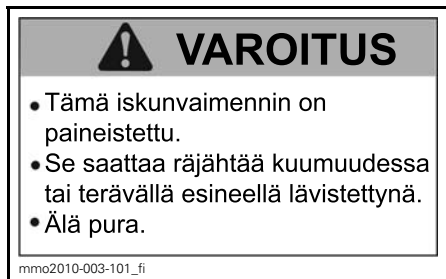 VAROITUS
• Tämä iskunvaimennin on
paineistettu.
• Se saattaa räjähtää kuumuudessa
tai terävällä esineellä lävistettynä.
• Älä pura.
mmo2010-003-101_fi